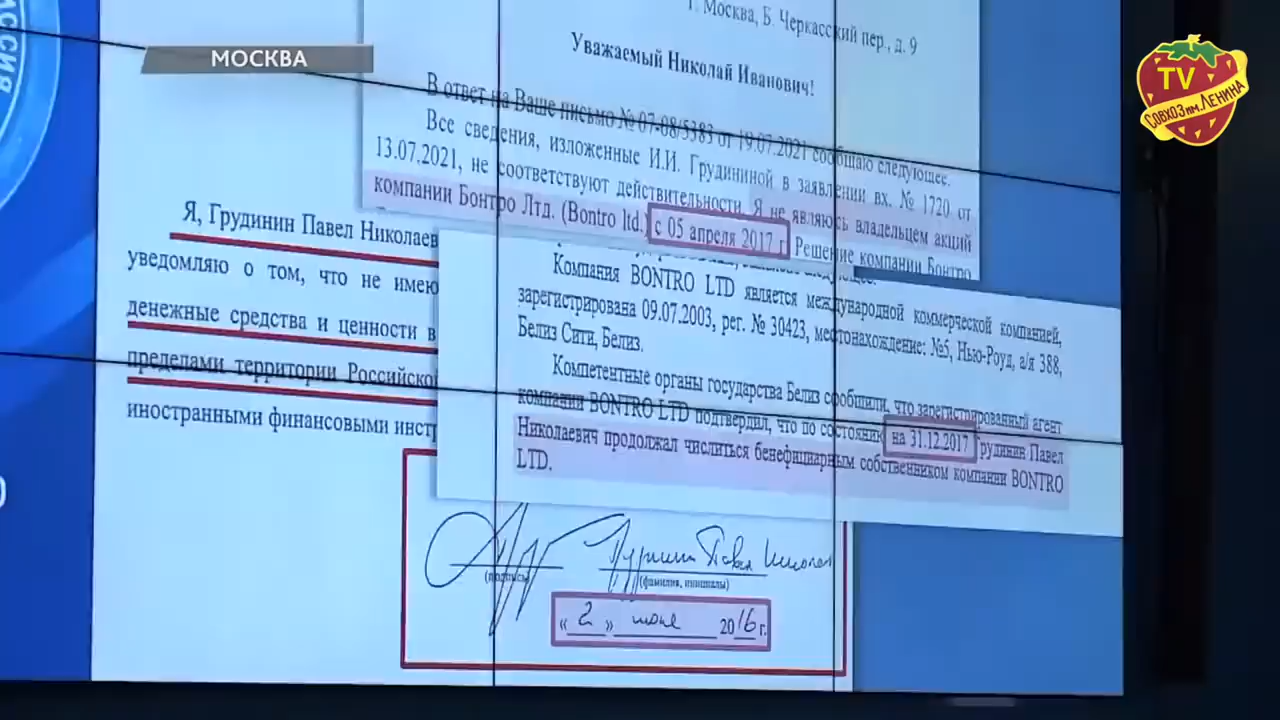 МОСКВА
TV
СОВХОЗ им. ЛЕНИНА
г. Москва, Б. Черкасский пер., д. 9
Уважаемый Николай Иванович!
В ответ на Ваше письмо № 07-08/5383 от 19.07.2021 сообщаю следующее.
Все сведения, изложенные И.И. Грудининой в заявлении вх. № 1720 от
13.07.2021, не соответствуют действительности. Я не являюсь владельцем акций
компании Бонтро Лтд. (Bontro ltd.) с 05 апреля 2017 г. Решение компании Бонтро
Я, Грудинин Павел Николаев
уведомляю о том, что не имею
денежные средства и ценности в
пределами территории Российско
иностранными финансовыми инст
Компания BONTRO LTD является международной коммерческой компанией,
зарегистрирована 09.07.2003, рег. № 30423, местонахождение: №5, Нью-Роуд, а/я 388,
Белиз Сити, Белиз.
Компетентные органы государства Белиз сообщили, что зарегистрированный агент
компании BONTRO LTD подтвердил, что по состоянию на 31.12.2017 Грудинин Павел
Николаевич продолжал числиться бенефициарным собственником компании BONTRO
LTD.
Грудинин Павел Никола
(подпись) (фамилия, инициалы)
« 2 » июне 2016 г.